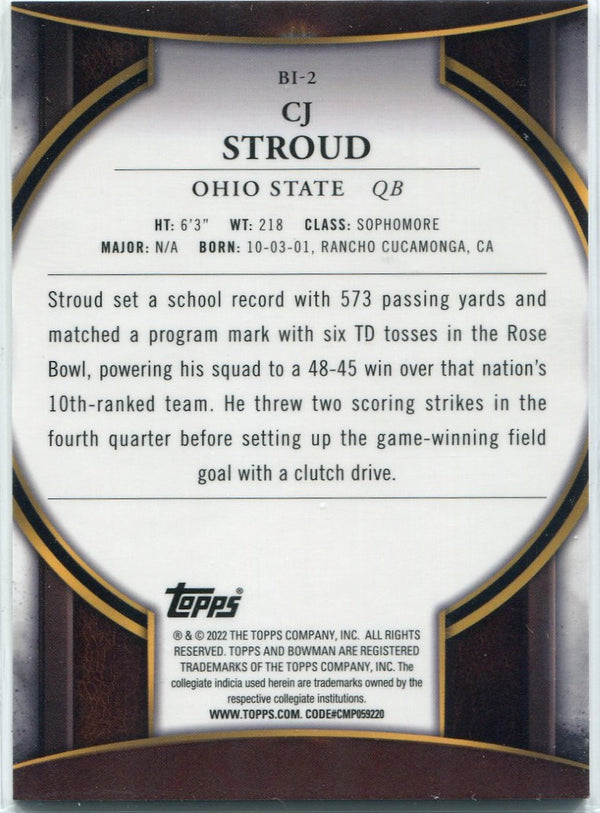 BI-2
CJ
STROUD
OHIO STATE QB
HT: 6'3" WT: 218 CLASS: SOPHOMORE
MAJOR: N/A BORN: 10-03-01, RANCHO CUCAMONGA, CA
Stroud set a school record with 573 passing yards and
matched a program mark with six TD tosses in the Rose
Bowl, powering his squad to a 48-45 win over that nation's
10th-ranked team. He threw two scoring strikes in the
fourth quarter before setting up the game-winning field
goal with a clutch drive.
topps®
® & © 2022 THE TOPPS COMPANY, INC. ALL RIGHTS
RESERVED. TOPPS AND BOWMAN ARE REGISTERED
TRADEMARKS OF THE TOPPS COMPANY, INC. The
collegiate indicia used herein are trademarks owned by the
respective collegiate institutions.
WWW.TOPPS.COM. CODE#CMP059220